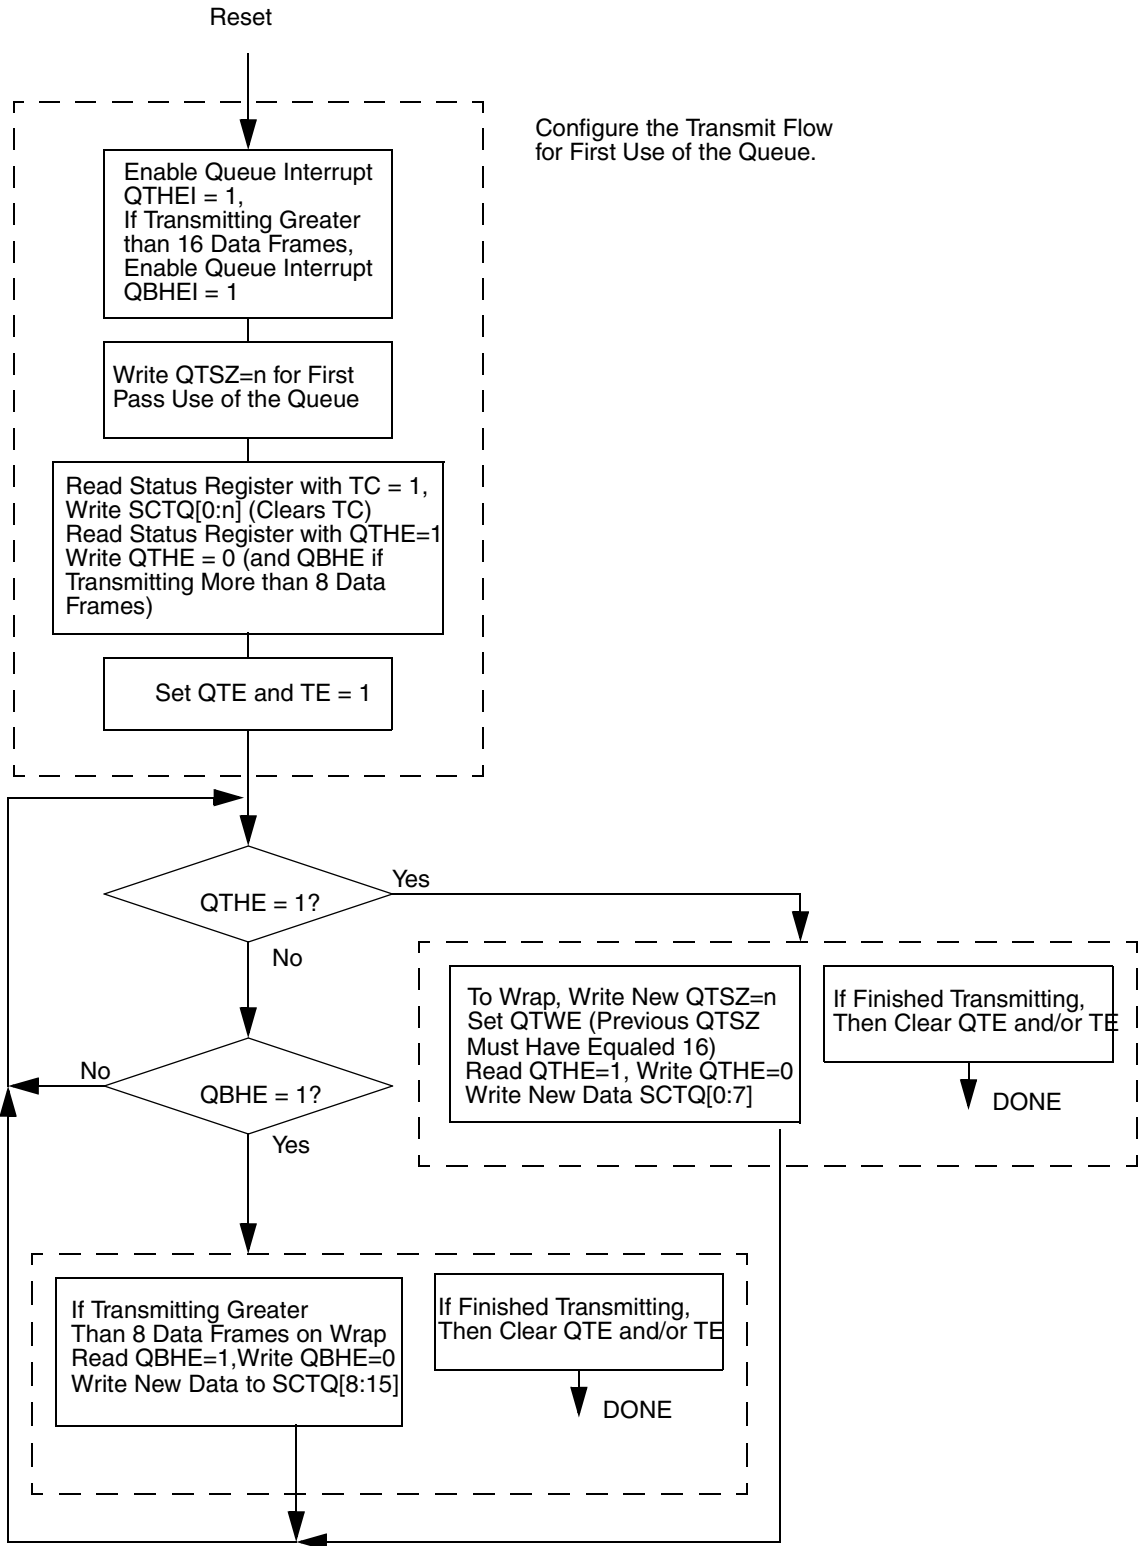 Reset
Configure the Transmit Flow
for First Use of the Queue.
Enable Queue Interrupt
QTHEI = 1,
If Transmitting Greater
than 16 Data Frames,
Enable Queue Interrupt
QBHEI = 1
Write QTSZ=n for First
Pass Use of the Queue
Read Status Register with TC = 1,
Write SCTQ[0:n] (Clears TC)
Read Status Register with QTHE=1
Write QTHE = 0 (and QBHE if
Transmitting More than 8 Data
Frames)
Set QTE and TE = 1
QTHE = 1?
Yes
No
To Wrap, Write New QTSZ=n
Set QTWE (Previous QTSZ
Must Have Equaled 16)
Read QTHE=1, Write QTHE=0
Write New Data SCTQ[0:7]
If Finished Transmitting,
Then Clear QTE and/or TE
DONE
No
QBHE = 1?
Yes
If Transmitting Greater
Than 8 Data Frames on Wrap
Read QBHE=1,Write QBHE=0
Write New Data to SCTQ[8:15]
If Finished Transmitting,
Then Clear QTE and/or TE
DONE